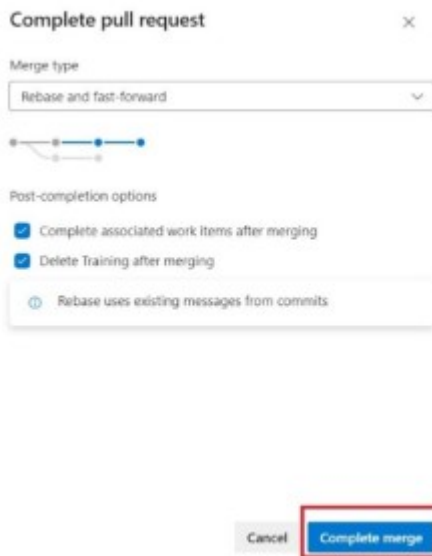 Complete pull request
Merge type
Rebase and fast-forward
Post-completion options
Complete associated work items after merging
Delete Training after merging
Rebase uses existing messages from commits
Cancel
Complete merge